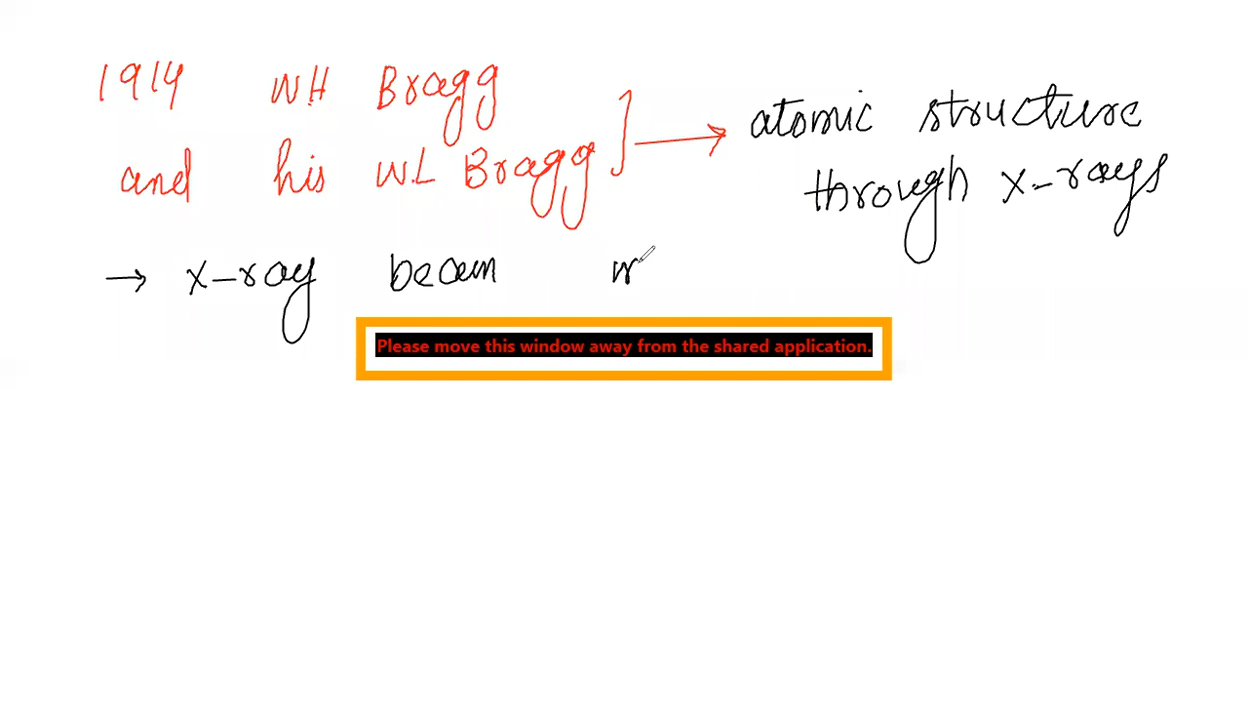 1914 WH Bragg
and his W.L Bragg } → atomic structure
through x-rays
→ x-ray beam
Please move this window away from the shared application.